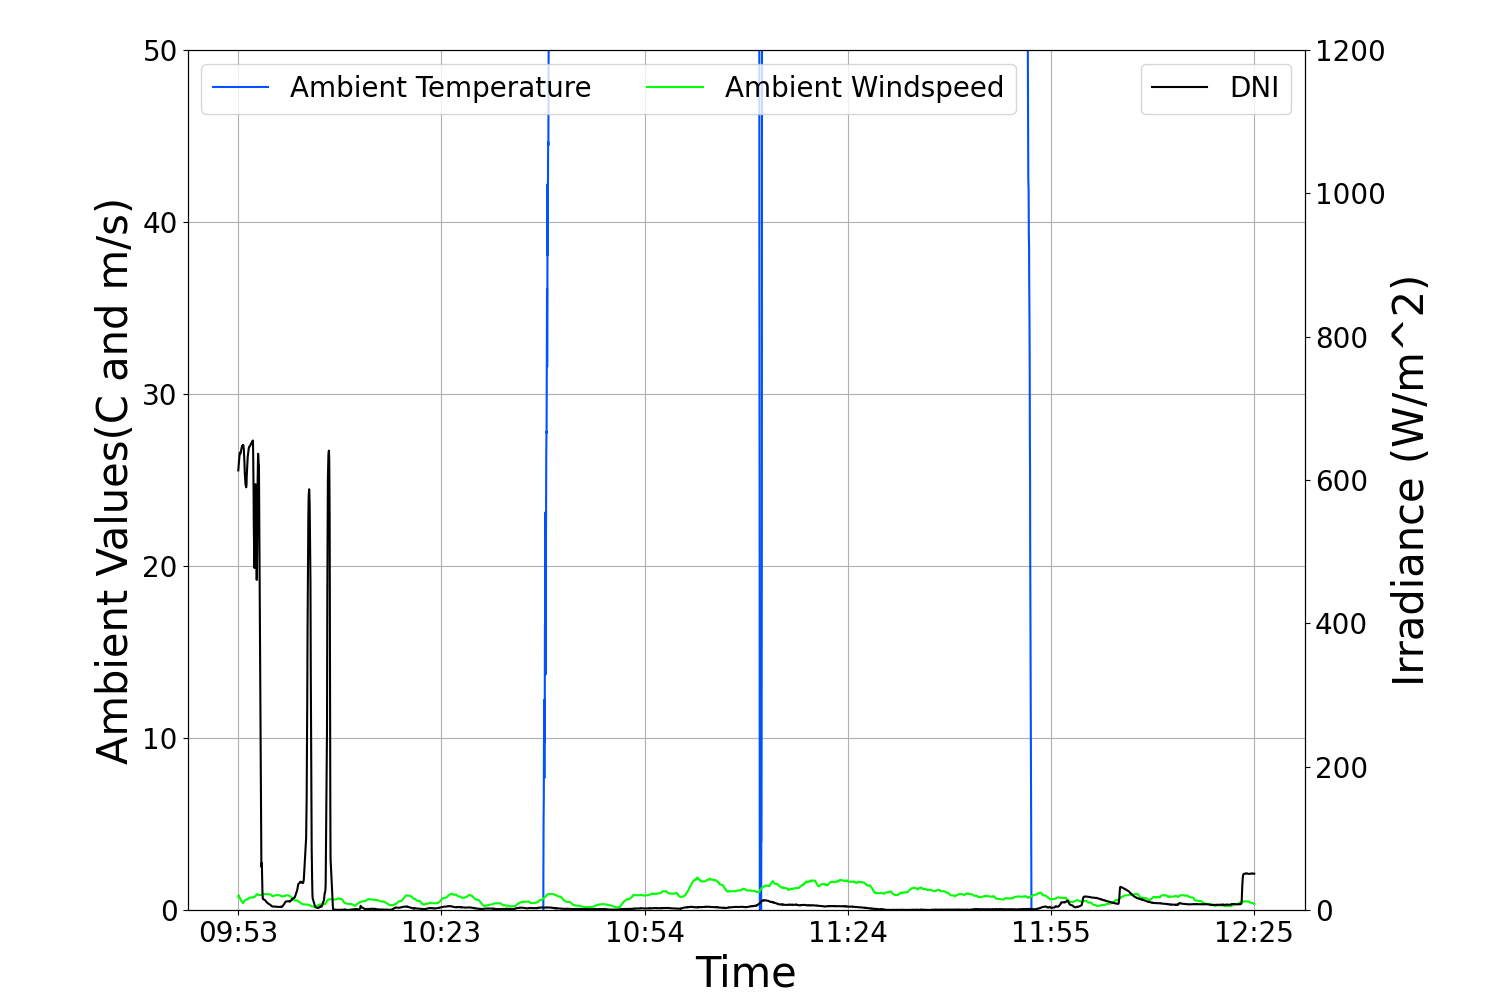 Ambient Temperature
Ambient Windspeed
DNI
Ambient Values(C and m/s)
50
40
30
20
10
0
1200
1000
800
600
400
200
0
Irradiance (W/m^2)
09:53 10:23 10:54 11:24 11:55 12:25
Time